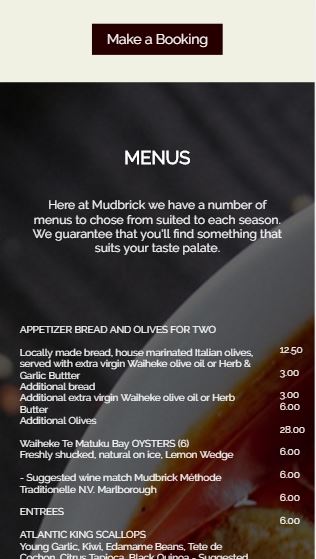 Make a Booking
MENUS
Here at Mudbrick we have a number of
menus to chose from suited to each season.
We guarantee that you'll find something that
suits your taste palate.
APPETIZER BREAD AND OLIVES FOR TWO
Locally made bread, house marinated Italian olives,
served with extra virgin Waiheke olive oil or Herb &
Garlic Buttter
Additional bread
Additional extra virgin Waiheke olive oil or Herb
Butter
Additional Olives
Waiheke Te Matuku Bay OYSTERS (6)
Freshly shucked, natural on ice, Lemon Wedge
- Suggested wine match Mudbrick Méthode
Traditionelle N.V. Marlborough
ENTREES
ATLANTIC KING SCALLOPS
Young Garlic, Kiwi, Edamame Beans, Tete de
Cochon, Citrus Tapioca, Black Quinoa - Suggested
12.50
3.00
3.00
6.00
28.00
6.00
6.00
6.00
6.00